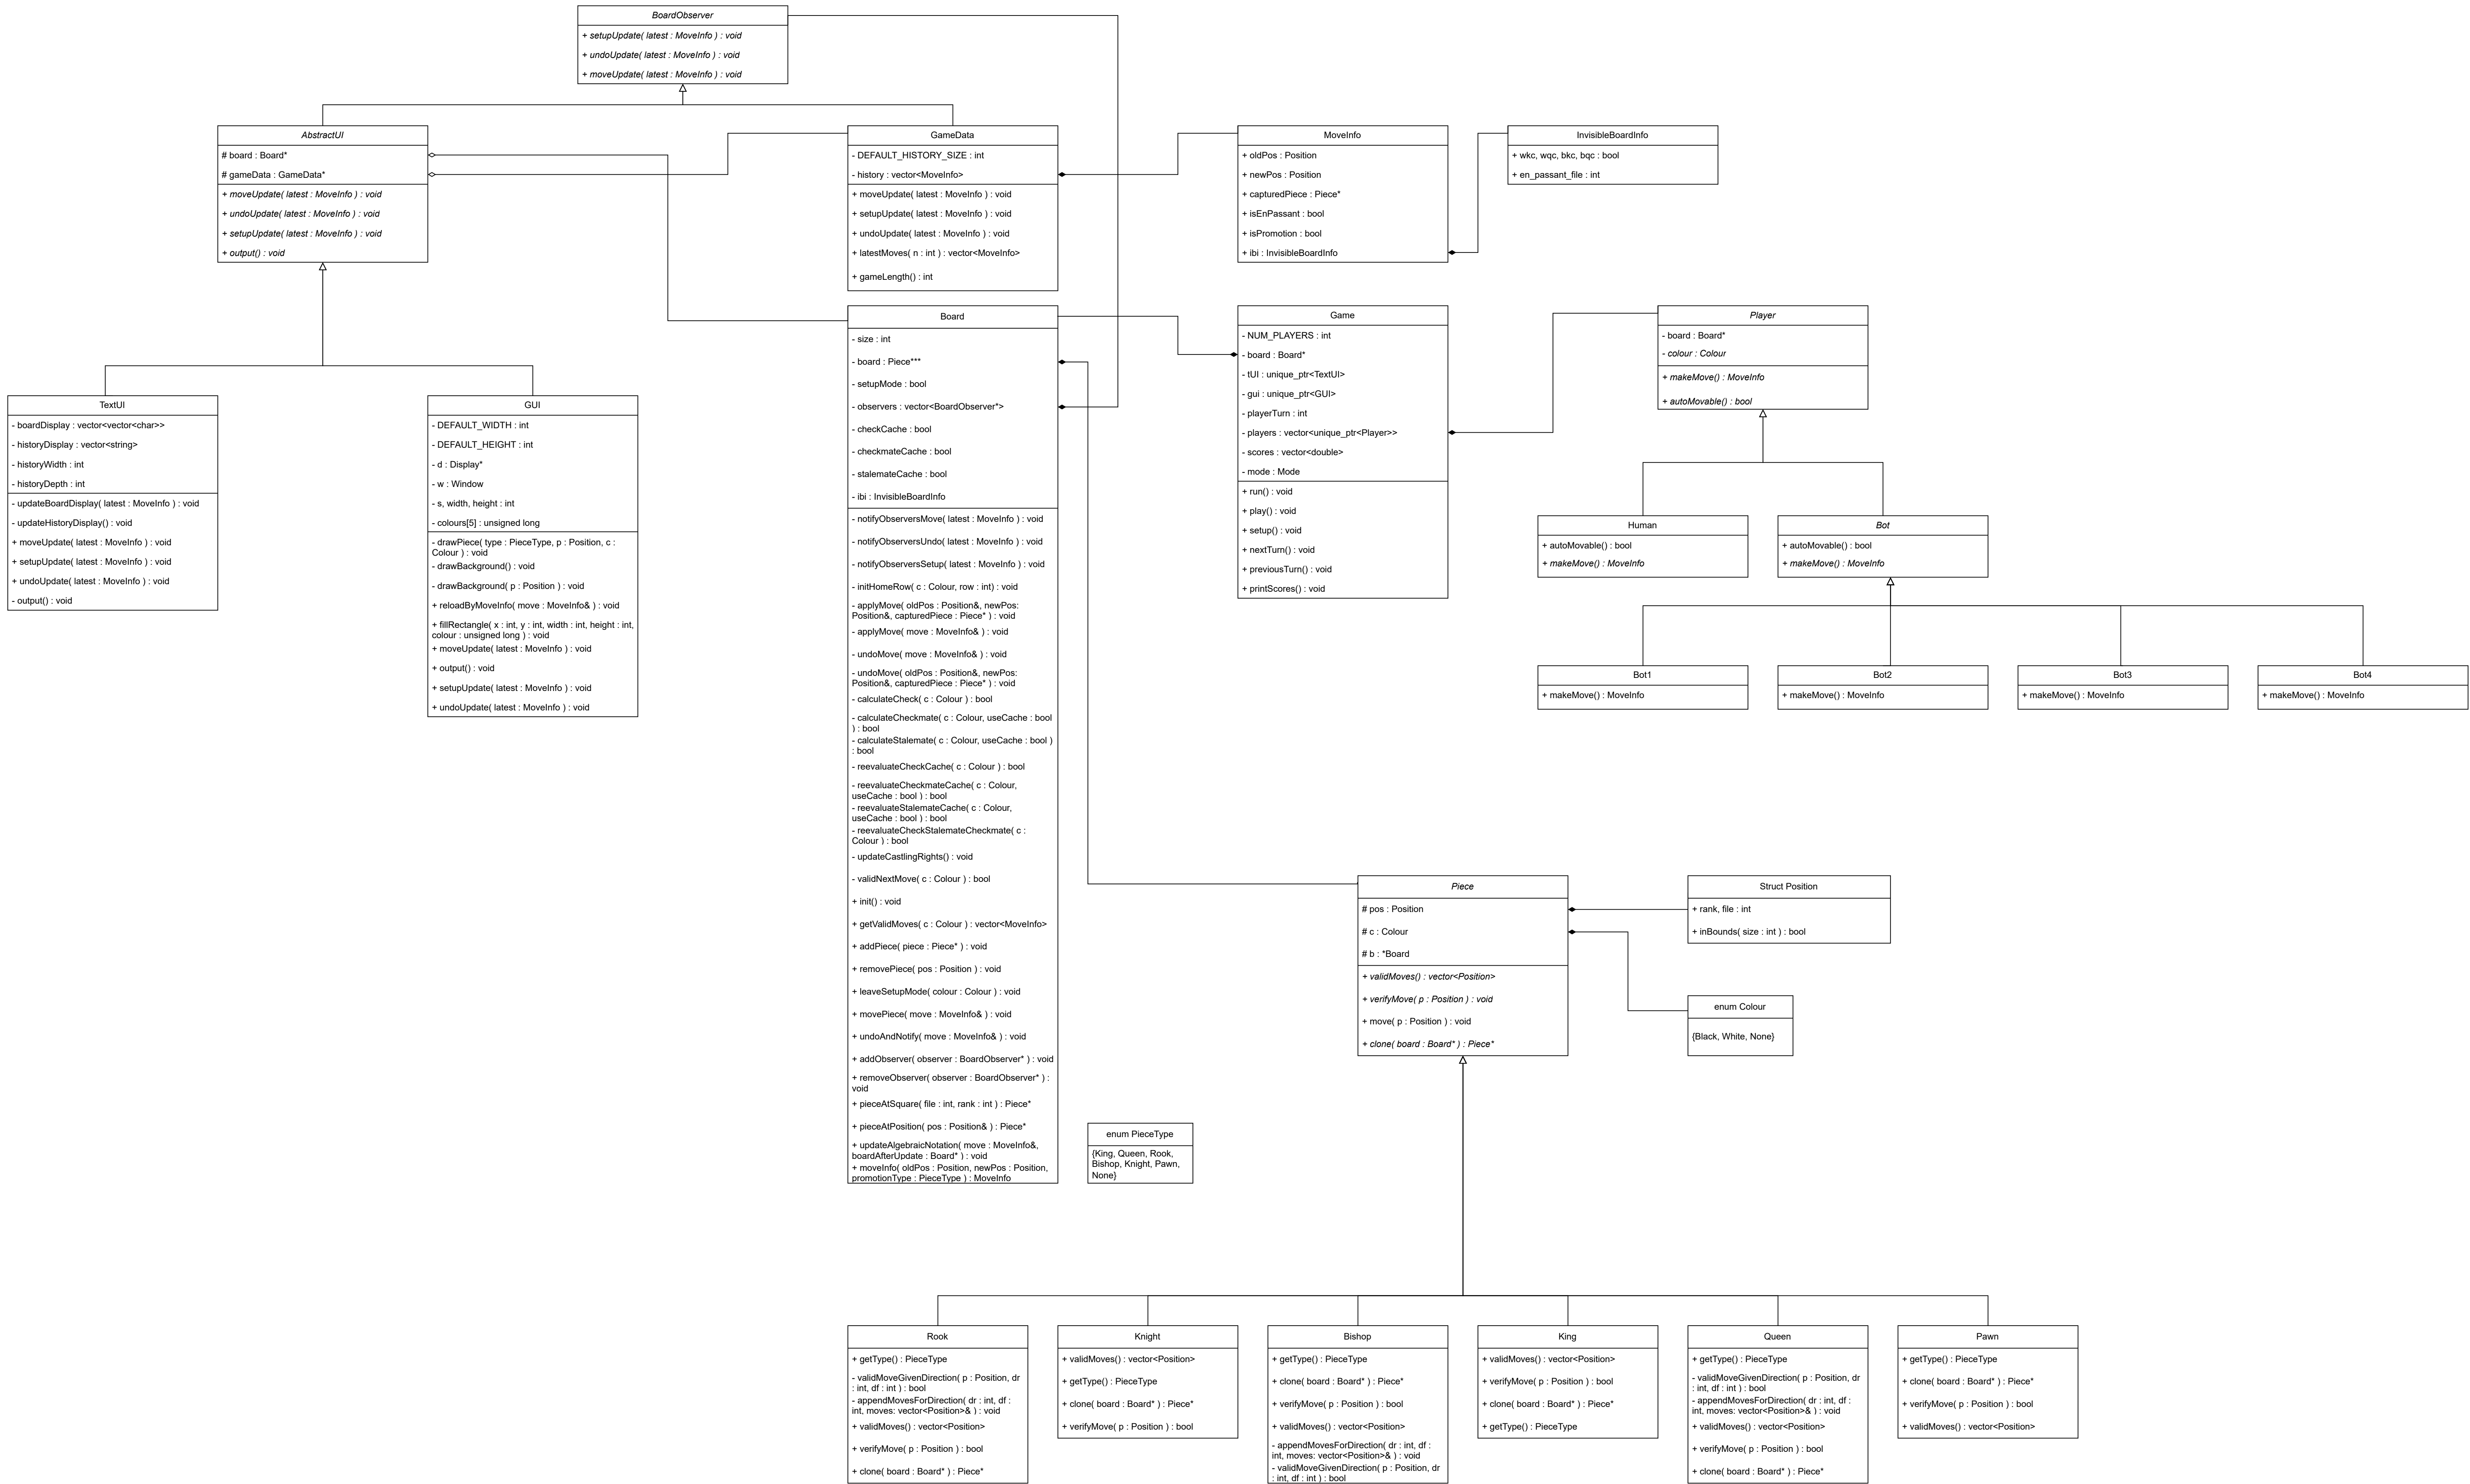 BoardObserver
+ setupUpdate( latest : MoveInfo ) : void
+ undoUpdate( latest : MoveInfo ) : void
+ moveUpdate( latest : MoveInfo ) : void
AbstractUI
# board : Board*
# gameData : GameData*
+ moveUpdate( latest : MoveInfo ) : void
+ undoUpdate( latest : MoveInfo ) : void
+ setupUpdate( latest : MoveInfo ) : void
+ output() : void
GameData
- DEFAULT_HISTORY_SIZE : int
- history : vector<MoveInfo>
+ moveUpdate( latest : MoveInfo ) : void
+ setupUpdate( latest : MoveInfo ) : void
+ undoUpdate( latest : MoveInfo ) : void
+ latestMoves( n : int ) : vector<MoveInfo>
+ gameLength() : int
MoveInfo
+ oldPos : Position
+ newPos : Position
+ capturedPiece : Piece*
+ isEnPassant : bool
+ isPromotion : bool
+ ibi : InvisibleBoardInfo
InvisibleBoardInfo
+ wkc, wqc, bkc, bqc : bool
+ en_passant_file : int
TextUI
- boardDisplay : vector<vector<char>>
- historyDisplay : vector<string>
- historyWidth : int
- historyDepth : int
- updateBoardDisplay( latest : MoveInfo ) : void
- updateHistoryDisplay() : void
+ moveUpdate( latest : MoveInfo ) : void
+ setupUpdate( latest : MoveInfo ) : void
+ undoUpdate( latest : MoveInfo ) : void
- output() : void
GUI
- DEFAULT_WIDTH : int
- DEFAULT_HEIGHT : int
- d : Display*
- w : Window
- s, width, height : int
- colours[5] : unsigned long
- drawPiece( type : PieceType, p : Position, c :
Colour ) : void
- drawBackground() : void
- drawBackground( p : Position ) : void
+ reloadByMoveInfo( move : MoveInfo& ) : void
+ fillRectangle( x : int, y : int, width : int, height : int,
colour : unsigned long ) : void
+ moveUpdate( latest : MoveInfo ) : void
+ output() : void
+ setupUpdate( latest : MoveInfo ) : void
+ undoUpdate( latest : MoveInfo ) : void
Board
- size : int
- board : Piece***
- setupMode : bool
- observers : vector<BoardObserver*>
- checkCache : bool
- checkmateCache : bool
- stalemateCache : bool
- ibi : InvisibleBoardInfo
- notifyObserversMove( latest : MoveInfo ) : void
- notifyObserversUndo( latest : MoveInfo ) : void
- notifyObserversSetup( latest : MoveInfo ) : void
- initHomeRow( c : Colour, row : int) : void
- applyMove( oldPos : Position&, newPos:
Position&, capturedPiece : Piece* ) : void
- applyMove( move : MoveInfo& ) : void
- undoMove( move : MoveInfo& ) : void
- undoMove( oldPos : Position&, newPos:
Position&, capturedPiece : Piece* ) : void
- calculateCheck( c : Colour ) : bool
- calculateCheckmate( c : Colour, useCache : bool
) : bool
- calculateStalemate( c : Colour, useCache : bool )
: bool
- reevaluateCheckCache( c : Colour ) : bool
- reevaluateCheckmateCache( c : Colour,
useCache : bool ) : bool
- reevaluateStalemateCache( c : Colour,
useCache : bool ) : bool
- reevaluateCheckStalemateCheckmate( c :
Colour ) : bool
- updateCastlingRights() : void
- validNextMove( c : Colour ) : bool
+ init() : void
+ getValidMoves( c : Colour ) : vector<MoveInfo>
+ addPiece( piece : Piece* ) : void
+ removePiece( pos : Position ) : void
+ leaveSetupMode( colour : Colour ) : void
+ movePiece( move : MoveInfo& ) : void
+ undoAndNotify( move : MoveInfo& ) : void
+ addObserver( observer : BoardObserver* ) : void
+ removeObserver( observer : BoardObserver* ) :
void
+ pieceAtSquare( file : int, rank : int ) : Piece*
+ pieceAtPosition( pos : Position& ) : Piece*
+ updateAlgebraicNotation( move : MoveInfo&,
boardAfterUpdate : Board* ) : void
+ moveInfo( oldPos : Position, newPos : Position,
promotionType : PieceType ) : MoveInfo
Game
- NUM_PLAYERS : int
- board : Board*
- tUI : unique_ptr<TextUI>
- gui : unique_ptr<GUI>
- playerTurn : int
- players : vector<unique_ptr<Player>>
- scores : vector<double>
- mode : Mode
+ run() : void
+ play() : void
+ setup() : void
+ nextTurn() : void
+ previousTurn() : void
+ printScores() : void
Player
- board : Board*
- colour : Colour
+ makeMove() : MoveInfo
+ autoMovable() : bool
Human
+ autoMovable() : bool
+ makeMove() : MoveInfo
Bot
+ autoMovable() : bool
+ makeMove() : MoveInfo
Bot1
+ makeMove() : MoveInfo
Bot2
+ makeMove() : MoveInfo
Bot3
+ makeMove() : MoveInfo
Bot4
+ makeMove() : MoveInfo
Piece
# pos : Position
# c : Colour
# b : *Board
+ validMoves() : vector<Position>
+ verifyMove( p : Position ) : void
+ move( p : Position ) : void
+ clone( board : Board* ) : Piece*
Struct Position
+ rank, file : int
+ inBounds( size : int ) : bool
enum Colour
{Black, White, None}
enum PieceType
{King, Queen, Rook,
Bishop, Knight, Pawn,
None}
Rook
+ getType() : PieceType
- validMoveGivenDirection( p : Position, dr
: int, df : int ) : bool
- appendMovesForDirection( dr : int, df :
int, moves: vector<Position>& ) : void
+ validMoves() : vector<Position>
+ verifyMove( p : Position ) : bool
+ clone( board : Board* ) : Piece*
Knight
+ validMoves() : vector<Position>
+ getType() : PieceType
+ clone( board : Board* ) : Piece*
+ verifyMove( p : Position ) : bool
Bishop
+ getType() : PieceType
+ clone( board : Board* ) : Piece*
+ verifyMove( p : Position ) : bool
+ validMoves() : vector<Position>
- appendMovesForDirection( dr : int, df :
int, moves: vector<Position>& ) : void
- validMoveGivenDirection( p : Position, dr
: int, df : int ) : bool
King
+ validMoves() : vector<Position>
+ verifyMove( p : Position ) : bool
+ clone( board : Board* ) : Piece*
+ getType() : PieceType
Queen
+ getType() : PieceType
- validMoveGivenDirection( p : Position, dr
: int, df : int ) : bool
- appendMovesForDirection( dr : int, df :
int, moves: vector<Position>& ) : void
+ validMoves() : vector<Position>
+ verifyMove( p : Position ) : bool
+ clone( board : Board* ) : Piece*
Pawn
+ getType() : PieceType
+ clone( board : Board* ) : Piece*
+ verifyMove( p : Position ) : bool
+ validMoves() : vector<Position>